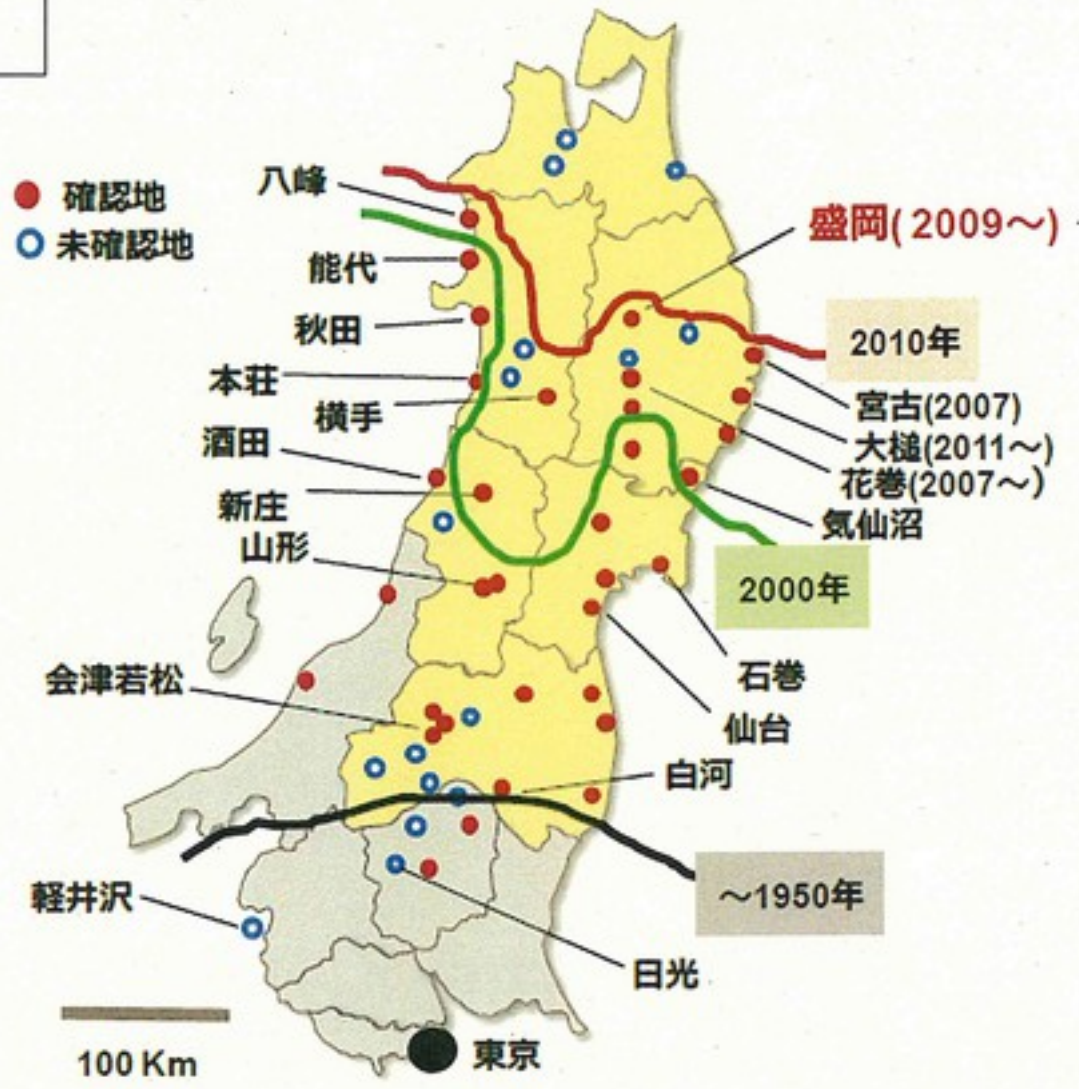 確認地
未確認地
八峰
能代
秋田
本荘
横手
酒田
新庄
山形
会津若松
軽井沢
盛岡(2009～)
2010年
宮古(2007)
大槌(2011～)
花巻(2007～)
気仙沼
2000年
石巻
仙台
白河
～1950年
日光
東京
100 Km